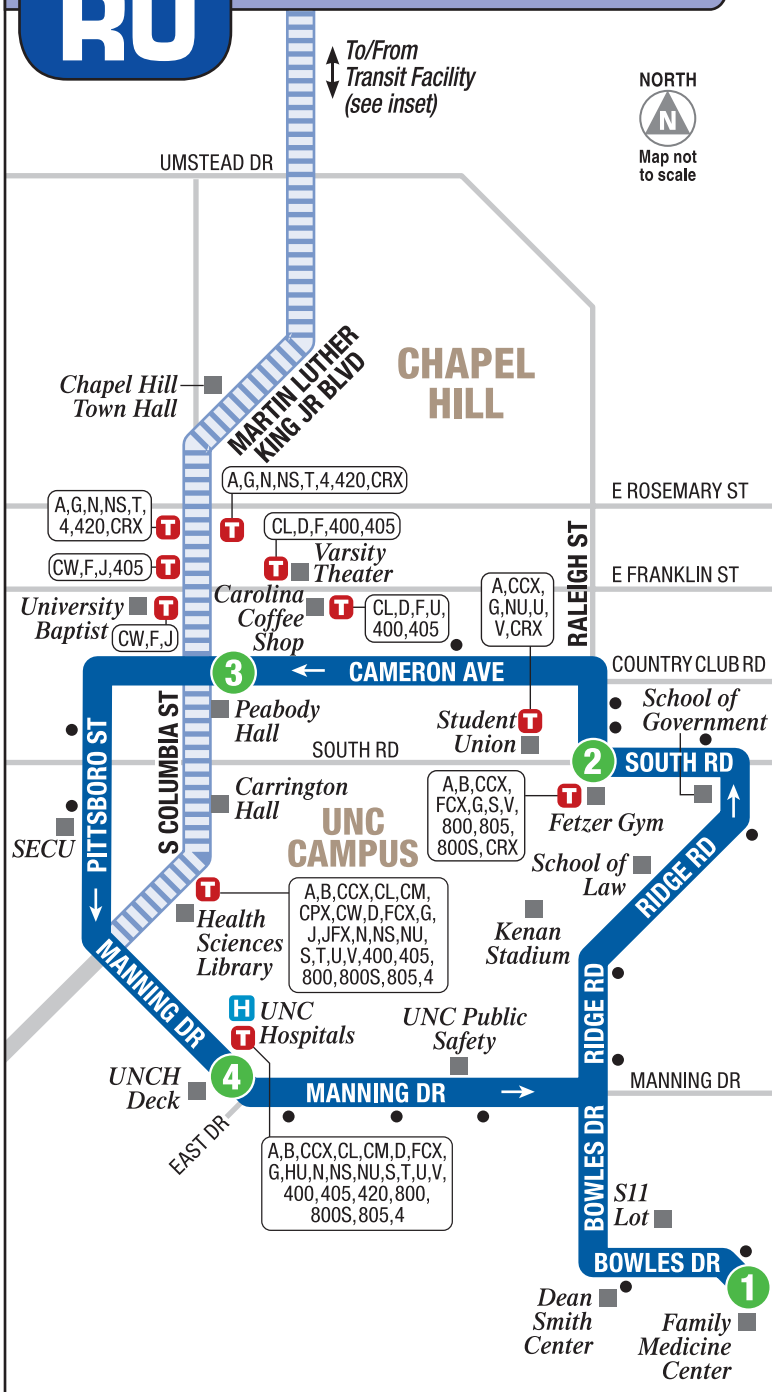 RU
To/From
Transit Facility
(see inset)
NORTH
N
Map not
to scale
UMSTEAD DR
MARTIN LUTHER
KING JR BLVD
CHAPEL
HILL
Chapel Hill
Town Hall
A,G,N,NS,T,4,420,CRX
E ROSEMARY ST
A,G,N,NS,T,
4,420,CRX
T
T
CL,D,F,400,405
RALEIGH ST
CW,F,J,405
T
T
Varsity
Theater
E FRANKLIN ST
A,CCX,
G,NU,U,
V,CRX
University
Baptist
T
CW,F,J
Carolina
Coffee
Shop
T
CL,D,F,U,
400,405
3
CAMERON AVE
COUNTRY CLUB RD
PITTSBORO ST
S COLUMBIA ST
Peabody
Hall
Student
Union
T
School of
Government
SOUTH RD
2
SOUTH RD
Carrington
Hall
A,B,CCX,
FCX,G,S,V,
800,805,
800S, CRX
T
Fetzer Gym
SECU
UNC
CAMPUS
School of
Law
RIDGE RD
T
Health
Sciences
Library
A,B,CCX,CL,CM,
CPX,CW,D,FCX,G,
J,JFX,N,NS,NU,
S,T,U,V,400,405,
800,800S,805,4
Kenan
Stadium
MANNING DR
RIDGE RD
H
UNC
Hospitals
T
UNC Public
Safety
UNCH
Deck
4
MANNING DR
MANNING DR
EAST DR
BOWLES DR
A,B,CCX,CL,CM,D,FCX,
G,HU,N,NS,NU,S,T,U,V,
400,405,420,800,
800S,805,4
S11
Lot
BOWLES DR
1
Dean
Smith
Center
Family
Medicine
Center